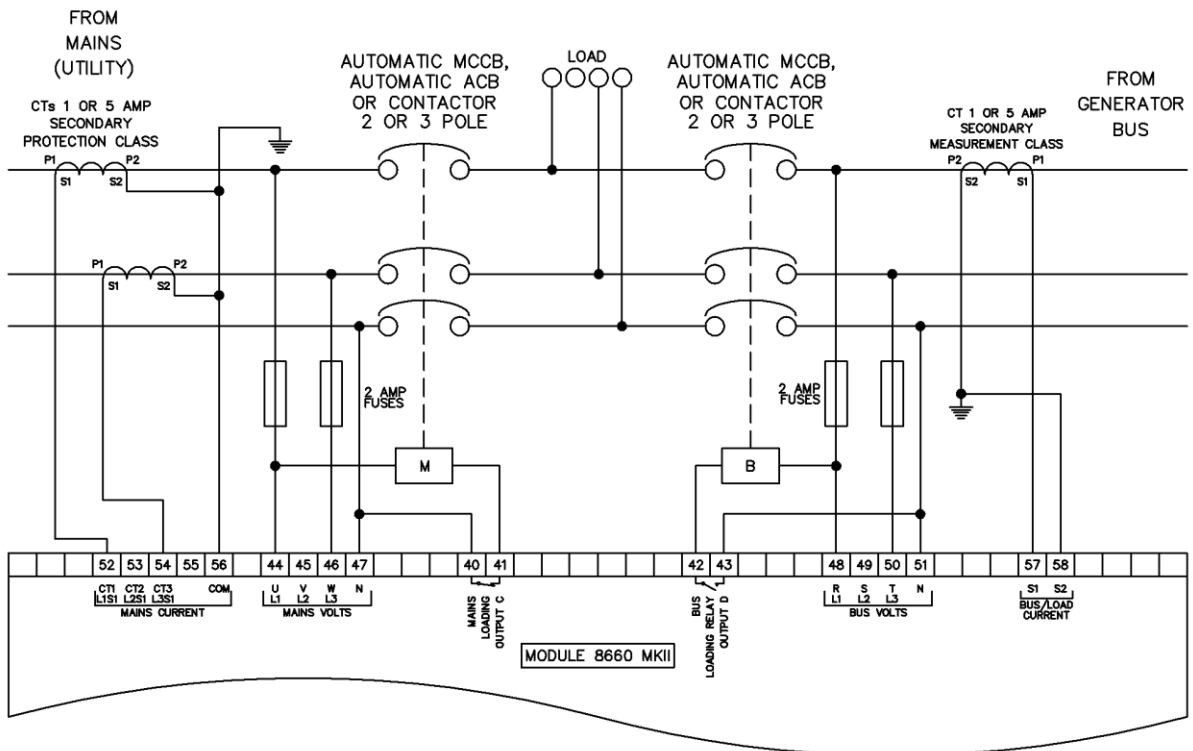 FROM
MAINS
(UTILITY)
CTs 1 OR 5 AMP
SECONDARY
PROTECTION CLASS
P1 P2
S1 S2
P1 P2
S1 S2
AUTOMATIC MCCB,
AUTOMATIC ACB
OR CONTACTOR
2 OR 3 POLE
LOAD
AUTOMATIC MCCB,
AUTOMATIC ACB
OR CONTACTOR
2 OR 3 POLE
FROM
GENERATOR
BUS
CT 1 OR 5 AMP
SECONDARY
MEASUREMENT CLASS
P2 P1
S2 S1
2 AMP
FUSES
2 AMP
FUSES
M
B
52 53 54 55 56 44 45 46 47 40 41 42 43 48 49 50 51 57 58
CT1 CT2 CT3 COM
L1S1 L2S1 L3S1
MAINS CURRENT
U V W N
L1 L2 L3
MAINS VOLTS
MAINS
LOADING
OUTPUT C
BUS
LOADING RELAY
OUTPUT D
R S T N
L1 L2 L3
BUS VOLTS
S1 S2
BUS/LOAD
CURRENT
MODULE 8660 MKII